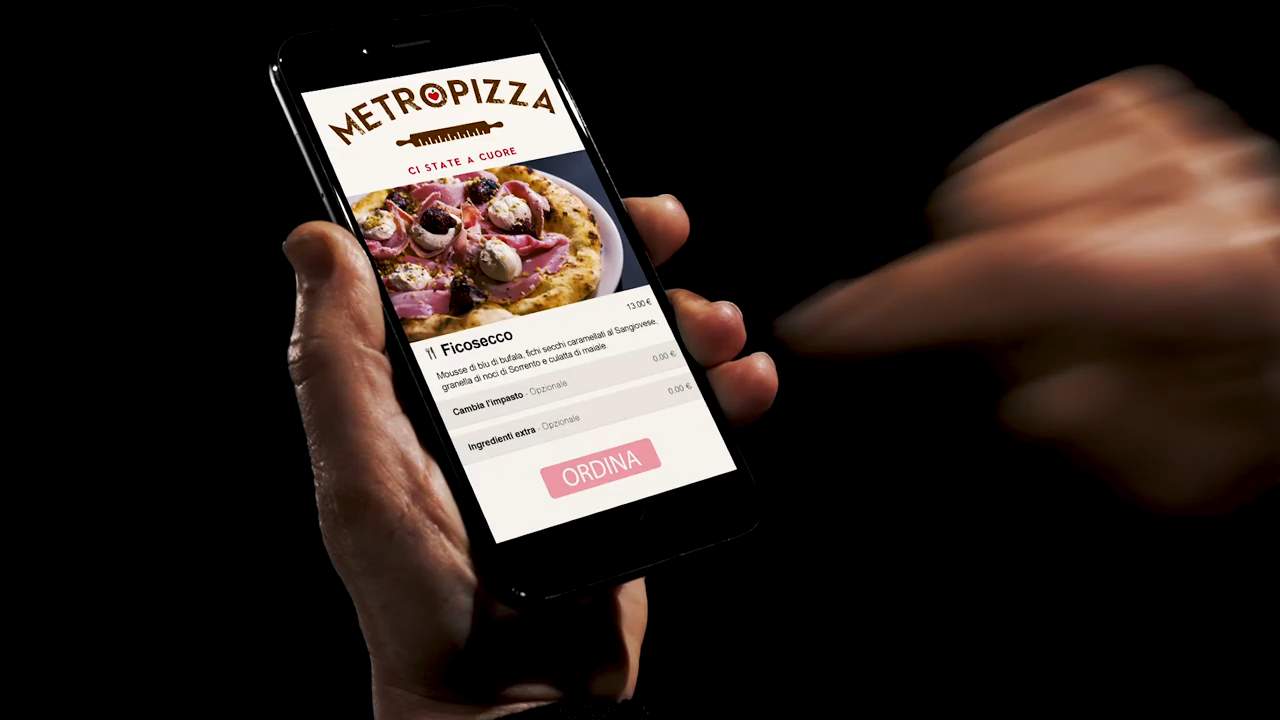 METROPIZZA
CI STATE A CUORE
13.00 €
Ficosecco
Mousse di blu di bufala, fichi secchi caramellati al Sangiovese,
granella di noci di Sorrento e culatta di maiale.
Cambia l'impasto - Opzionale 0.00 €
Ingredienti extra - Opzionale 0.00 €
ORDINA